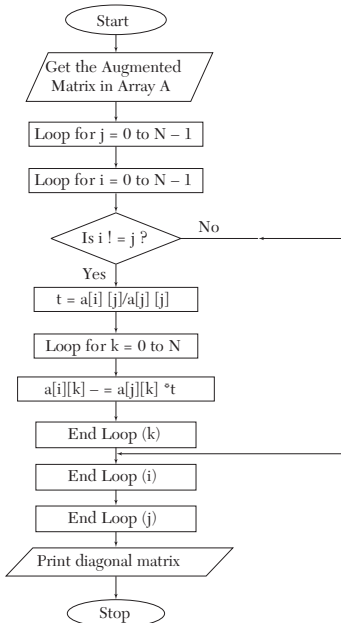 Start
Get the Augmented
Matrix in Array A
Loop for j = 0 to N – 1
Loop for i = 0 to N – 1
Is i ! = j ?
No
Yes
t = a[i] [j]/a[j] [j]
Loop for k = 0 to N
a[i][k] – = a[j][k] *t
End Loop (k)
End Loop (i)
End Loop (j)
Print diagonal matrix
Stop